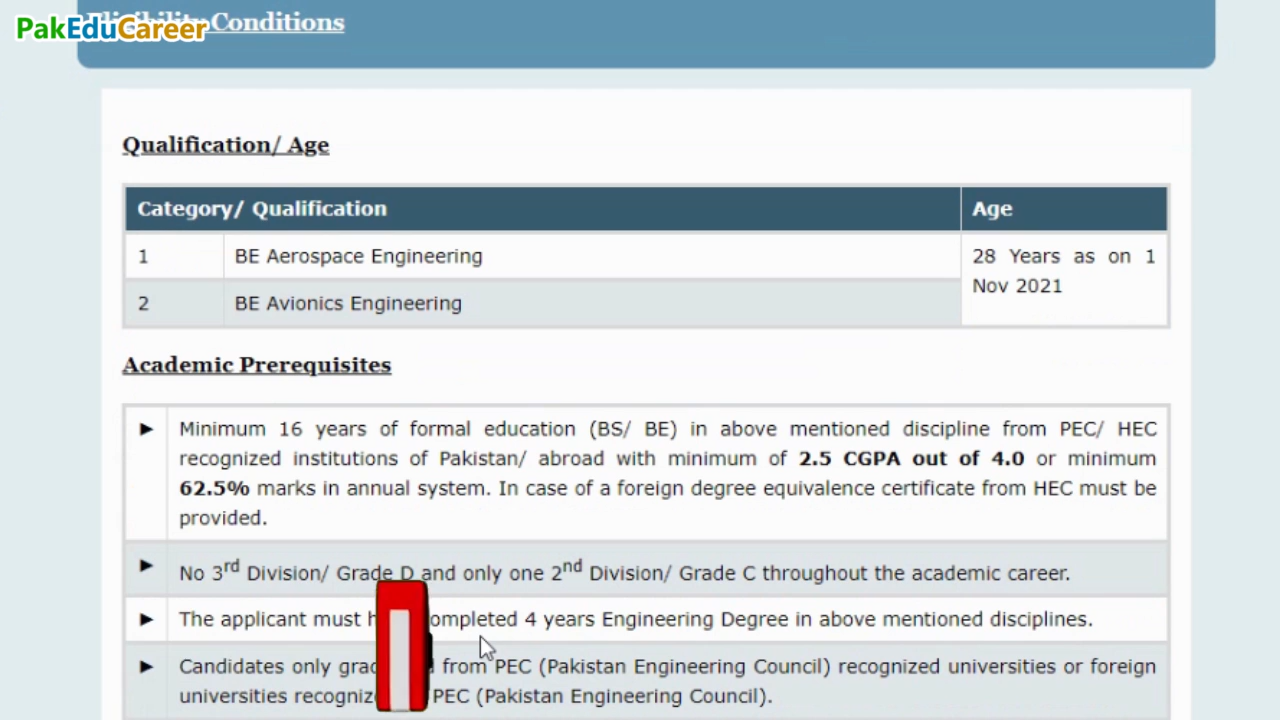 PakEduCareer
Eligibility Conditions
Qualification/ Age
Category/ Qualification Age
1 BE Aerospace Engineering 28 Years as on 1
Nov 2021
2 BE Avionics Engineering
Academic Prerequisites
► Minimum 16 years of formal education (BS/ BE) in above mentioned discipline from PEC/ HEC
recognized institutions of Pakistan/ abroad with minimum of 2.5 CGPA out of 4.0 or minimum
62.5% marks in annual system. In case of a foreign degree equivalence certificate from HEC must be
provided.
► No 3rd Division/ Grade D and only one 2nd Division/ Grade C throughout the academic career.
► The applicant must completed 4 years Engineering Degree in above mentioned disciplines.
► Candidates only from PEC (Pakistan Engineering Council) recognized universities or foreign
universities PEC (Pakistan Engineering Council).